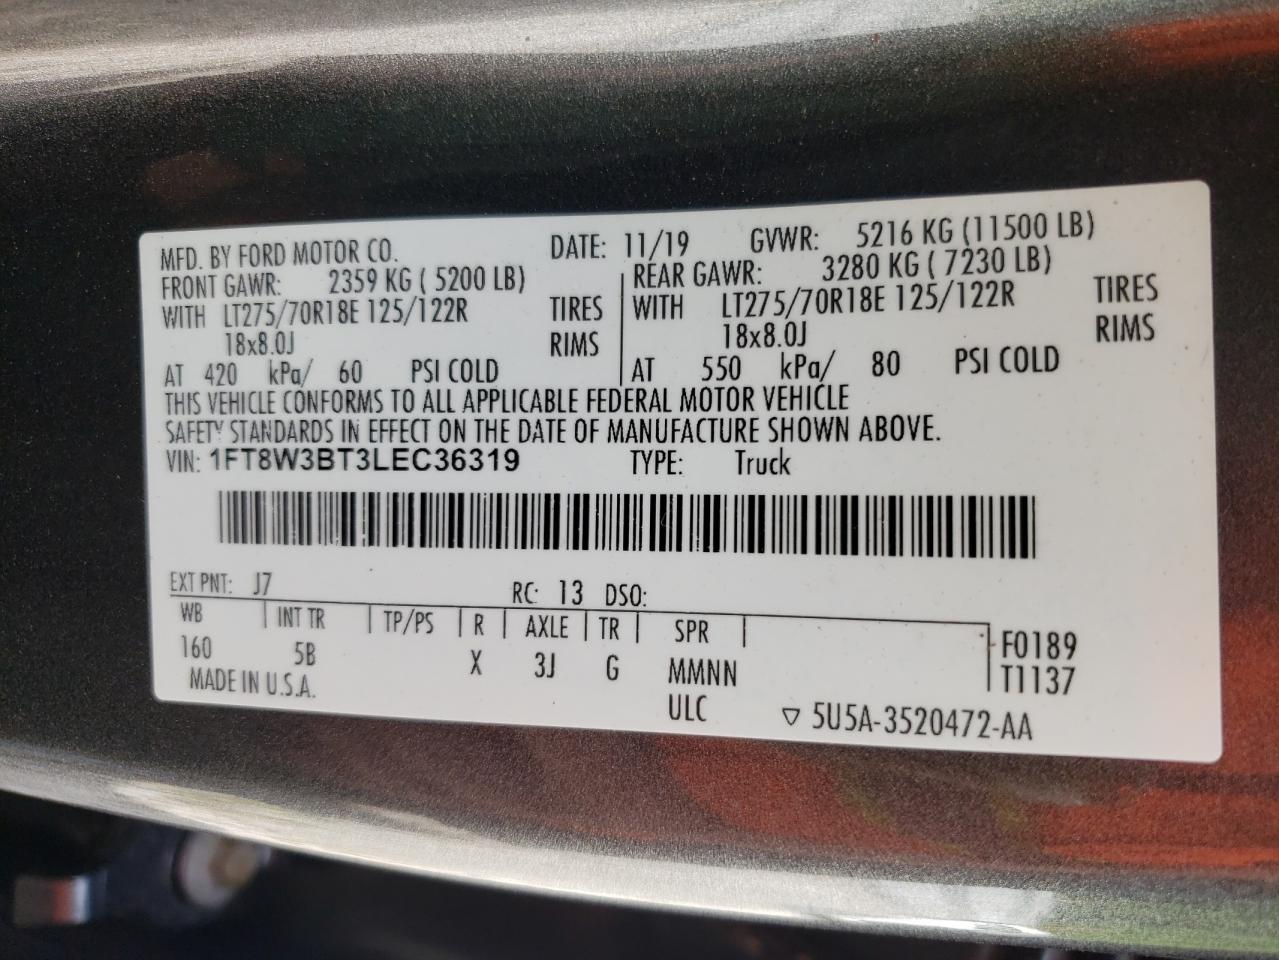 MFD. BY FORD MOTOR CO. DATE: 11/19 GVWR: 5216 KG (11500 LB)
FRONT GAWR: 2359 KG ( 5200 LB) REAR GAWR: 3280 KG ( 7230 LB)
WITH LT275/70R18E 125/122R TIRES WITH LT275/70R18E 125/122R TIRES
18x8.0J RIMS 18x8.0J RIMS
AT 420 kPa/ 60 PSI COLD AT 550 kPa/ 80 PSI COLD
THIS VEHICLE CONFORMS TO ALL APPLICABLE FEDERAL MOTOR VEHICLE
SAFETY STANDARDS IN EFFECT ON THE DATE OF MANUFACTURE SHOWN ABOVE.
VIN: 1FT8W3BT3LEC36319 TYPE: Truck
EXT PNT: J7 RC: 13 DSO:
WB INT TR TP/PS R AXLE TR SPR F0189
160 5B X 3J G MMNN T1137
MADE IN U.S.A. ULC ▽ 5U5A-3520472-AA